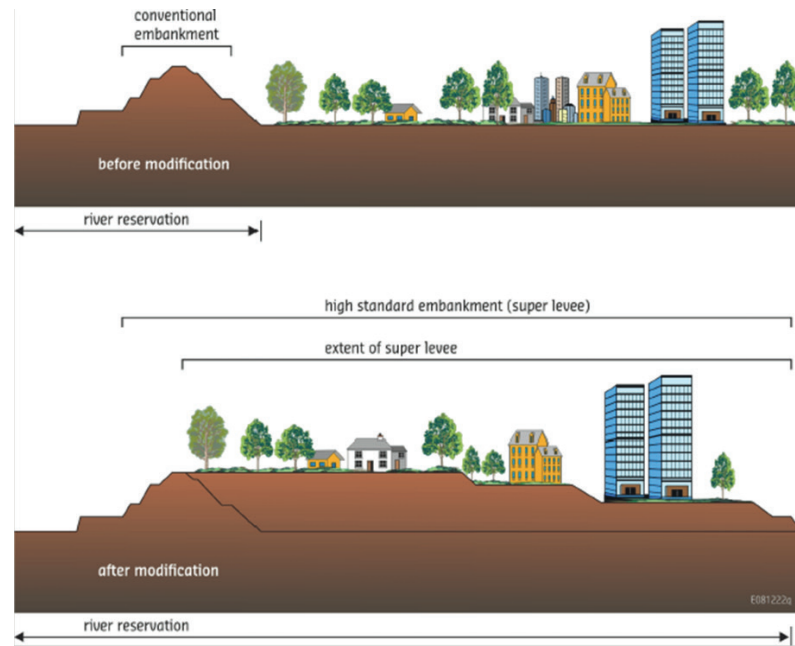 conventional
embankment
before modification
river reservation
high standard embankment (super levee)
extent of super levee
after modification
E081222g
river reservation